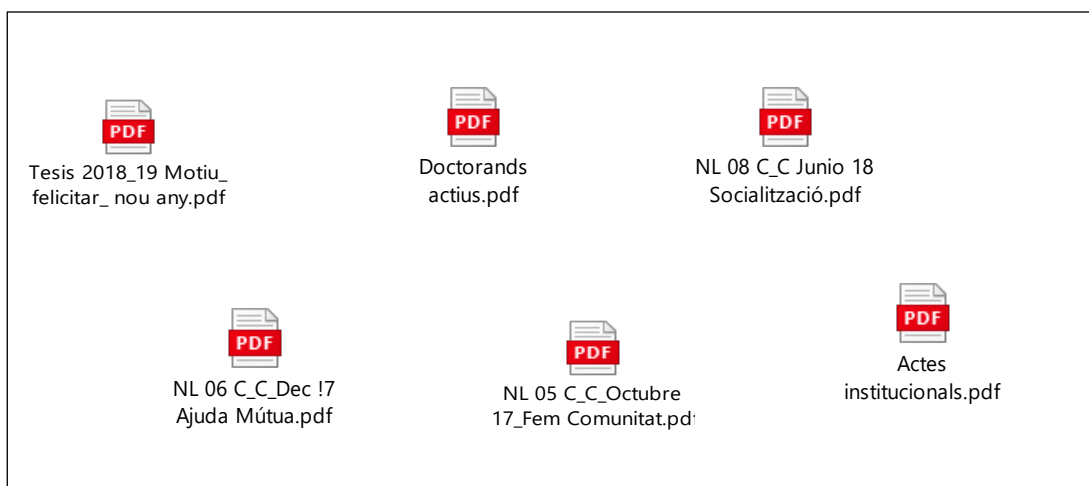 PDF
Tesis 2018_19 Motiu_
felicitar_ nou any.pdf
PDF
Doctorands
actius.pdf
PDF
NL 08 C_C Junio 18
Socialització.pdf
PDF
NL 06 C_C_Dec !7
Ajuda Mútua.pdf
PDF
NL 05 C_C_Octubre
17_Fem Comunitat.pdf
PDF
Actes
institucionals.pdf